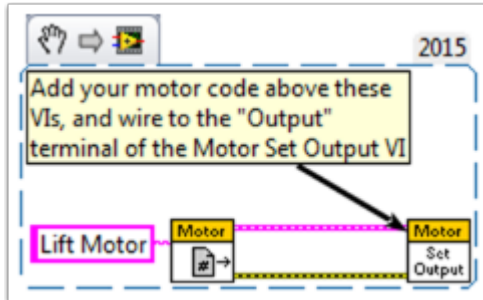 2015
Add your motor code above these
VIs, and wire to the "Output"
terminal of the Motor Set Output VI
Lift Motor
Motor
#
Motor
Set
Output